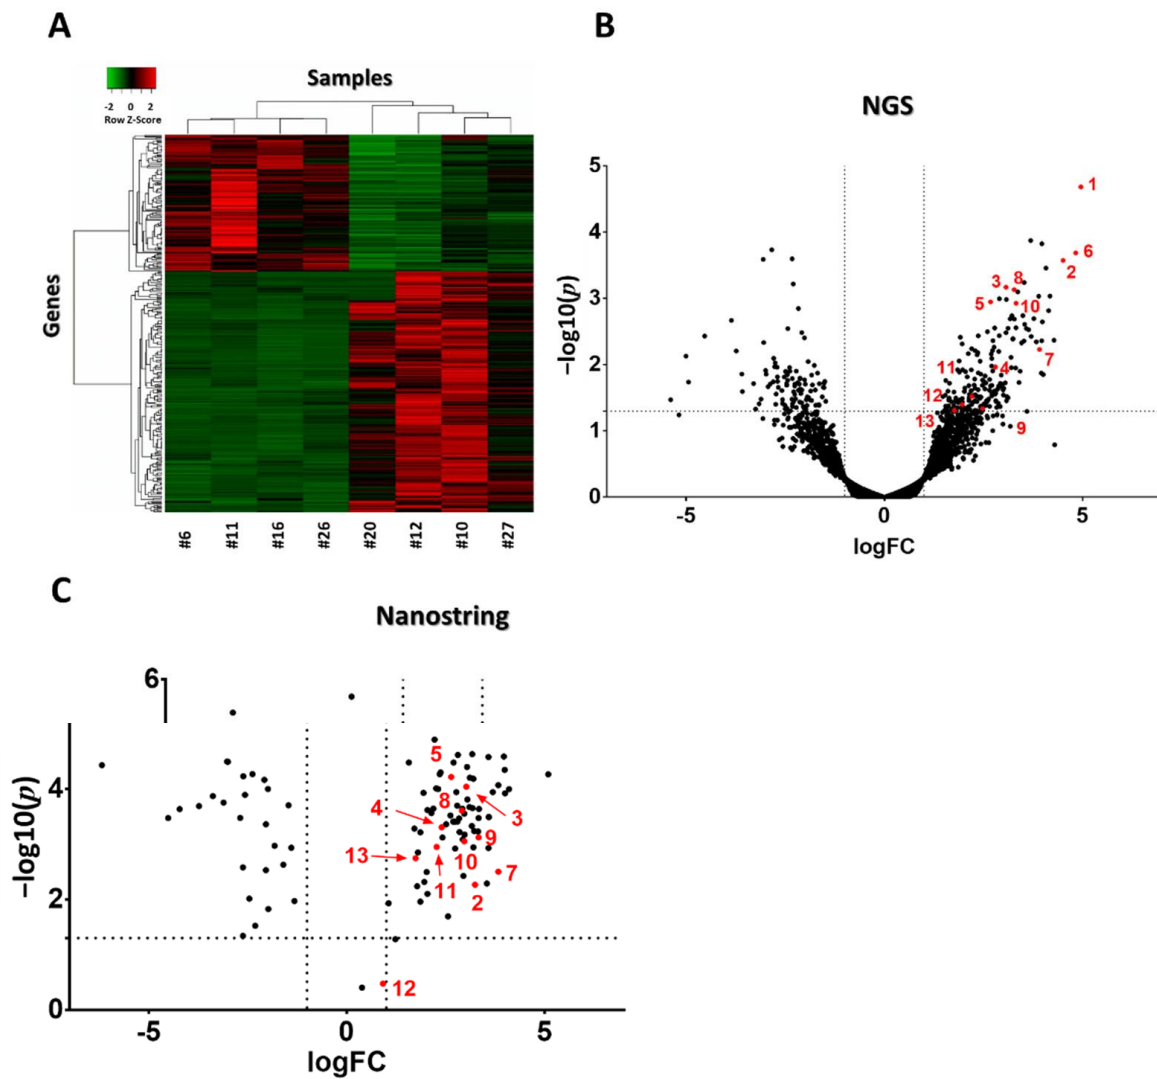 A
Samples
-2 0 2
Row Z-Score
Genes
#6 #11 #16 #26 #20 #12 #10 #27
B
NGS
5
4
3
2
1
0
−log10(p)
1
6
2
3
8
5
10
7
11
4
12
13
9
-5 0 5
logFC
C
Nanostring
6
4
2
0
−log10(p)
5
8
4
3
9
13
10
7
11
2
12
-5 0 5
logFC